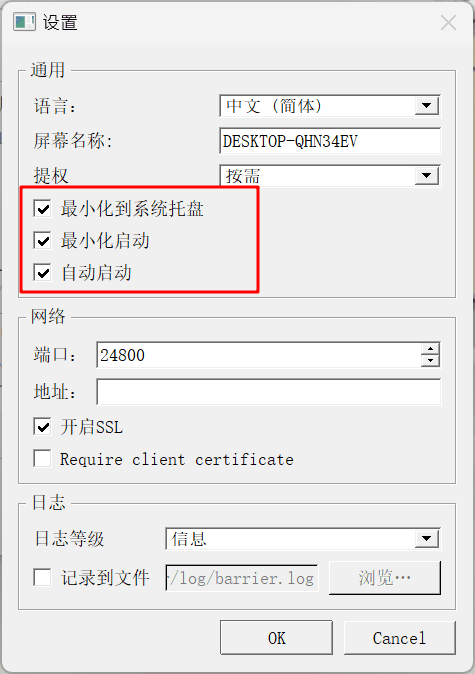 设置
通用
语言：
中文 (简体)
屏幕名称:
DESKTOP-QHN34EV
提权
按需
最小化到系统托盘
最小化启动
自动启动
网络
端口：
24800
地址：
开启SSL
Require client certificate
日志
日志等级
信息
记录到文件
/log/barrier.log
浏览…
OK
Cancel